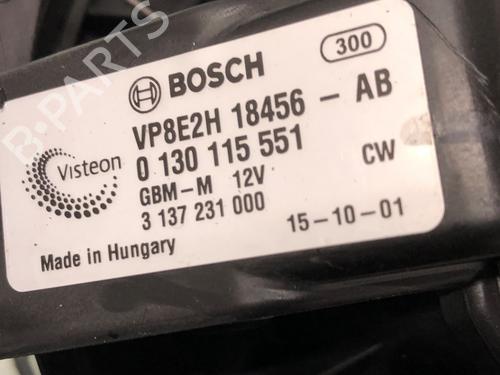 300
BOSCH
VP8E2H 18456 - AB
Visteon
0 130 115 551
CW
GBM-M 12V
3 137 231 000
15-10-01
Made in Hungary
B-PARTS